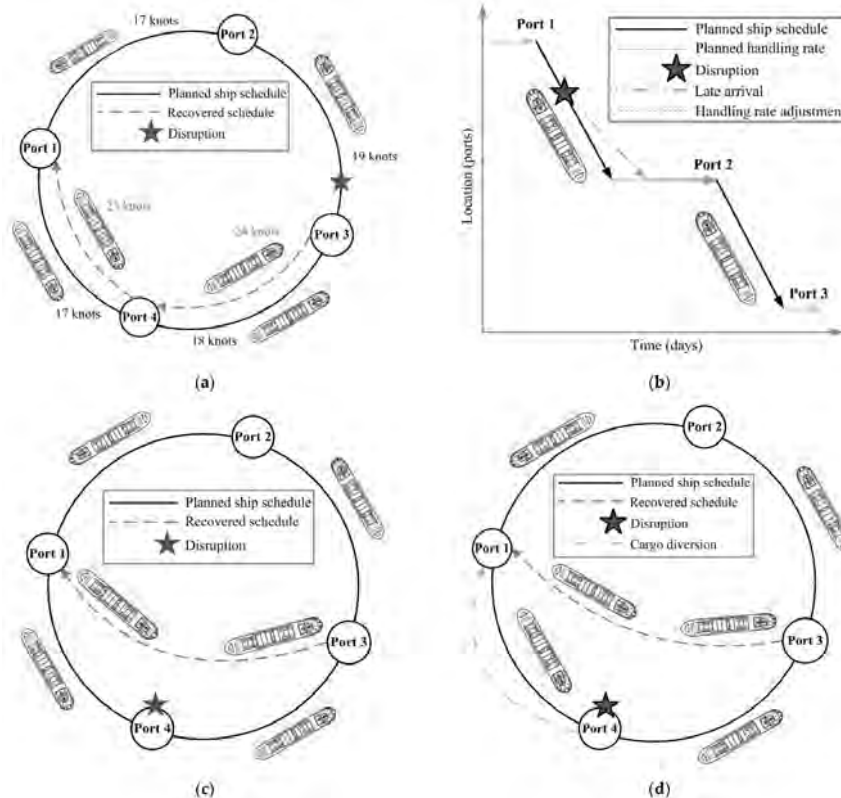 17 knots
Port 2
Planned ship schedule
Recovered schedule
Disruption
Port 1
19 knots
Port 3
24 knots
17 knots
Port 4
18 knots
(a)
Port 1
Planned ship schedule
Planned handling rate
Disruption
Late arrival
Handling rate adjustment
Location (ports)
Port 2
Port 3
Time (days)
(b)
Port 2
Planned ship schedule
Recovered schedule
Disruption
Port 1
Port 3
Port 4
(c)
Port 2
Planned ship schedule
Recovered schedule
Disruption
Cargo diversion
Port 1
Port 3
Port 4
(d)